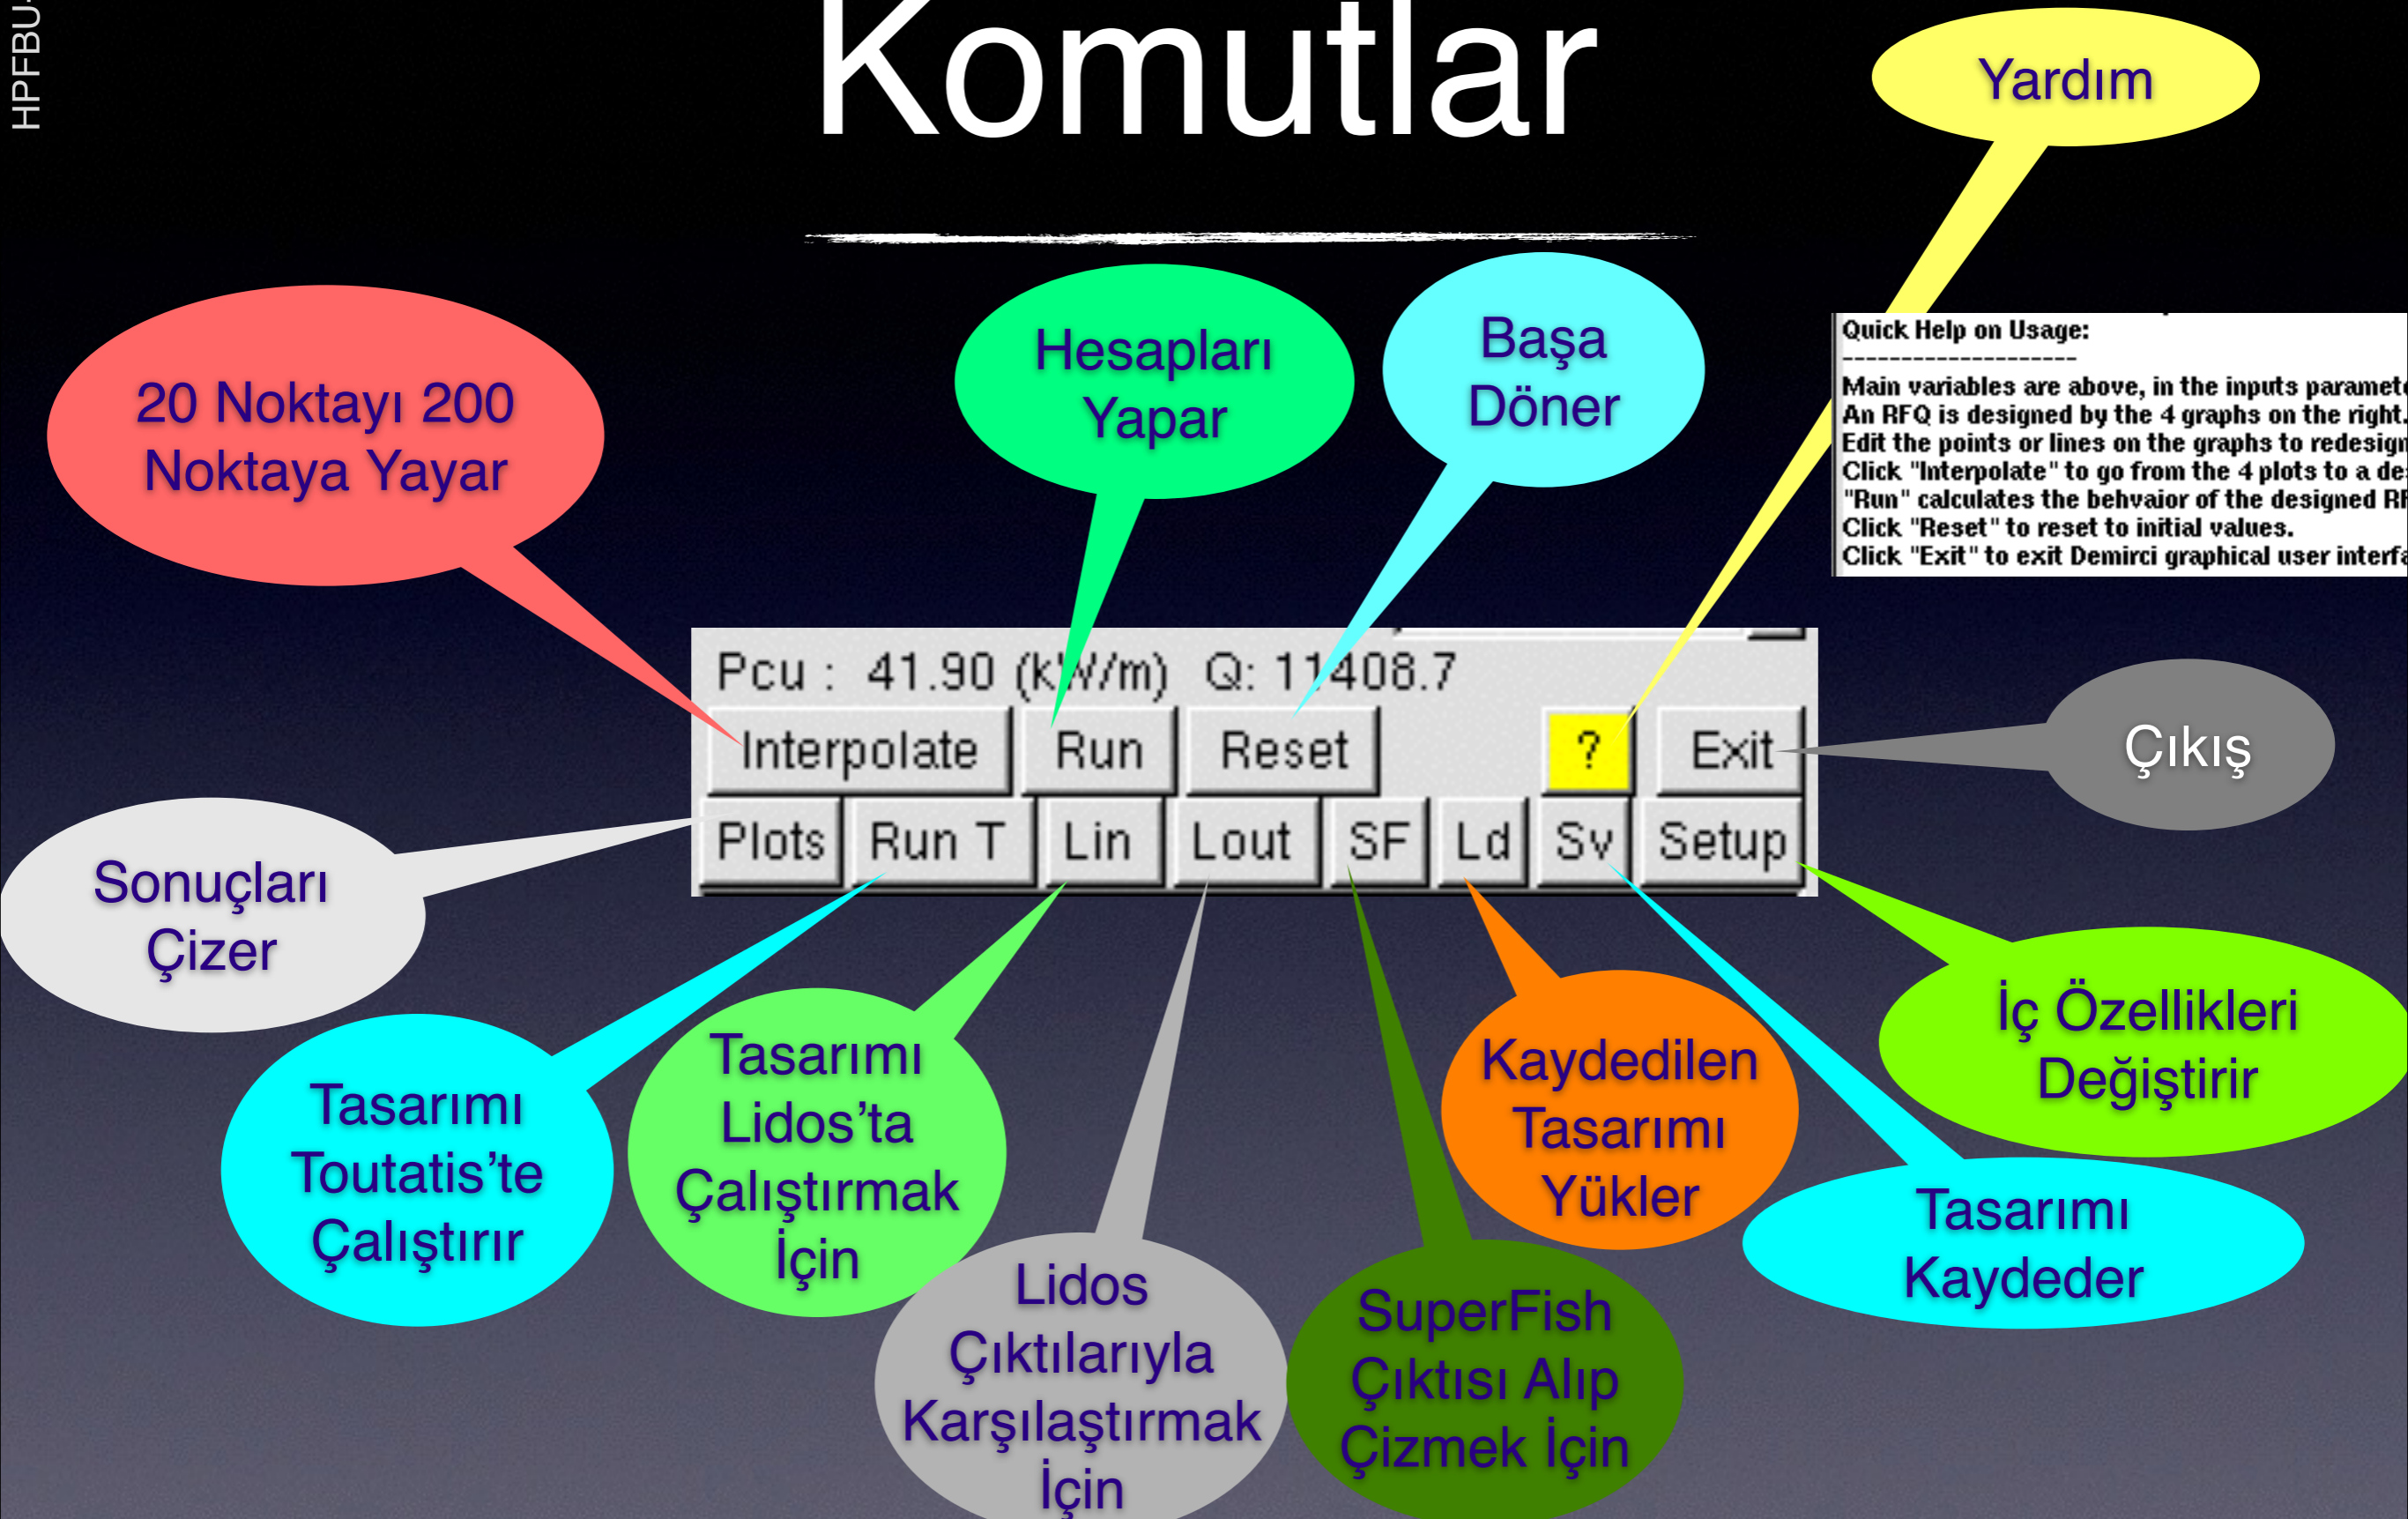 HPFBU-
Komutlar
Yardım
20 Noktayı 200
Noktaya Yayar
Hesapları
Yapar
Başa
Döner
Quick Help on Usage:
--------------------
Main variables are above, in the inputs
An RFQ is designed by the 4 graphs on the right.
Edit the points or lines on the graphs to redesign
Click "Interpolate" to go from the 4 plots to a
"Run" calculates the behvaior of the designed
Click "Reset" to reset to initial values.
Click "Exit" to exit Demirci graphical user
Pcu : 41.90 (kW/m) Q: 11408.7
Interpolate Run Reset ? Exit
Plots Run T Lin Lout SF Ld Sv Setup
Çıkış
Sonuçları
Çizer
Tasarımı
Toutatis’te
Çalıştırır
Tasarımı
Lidos’ta
Çalıştırmak
İçin
Lidos
Çıktılarıyla
Karşılaştırmak
İçin
SuperFish
Çıktısı Alıp
Çizmek İçin
Kaydedilen
Tasarımı
Yükler
Tasarımı
Kaydeder
İç Özellikleri
Değiştirir